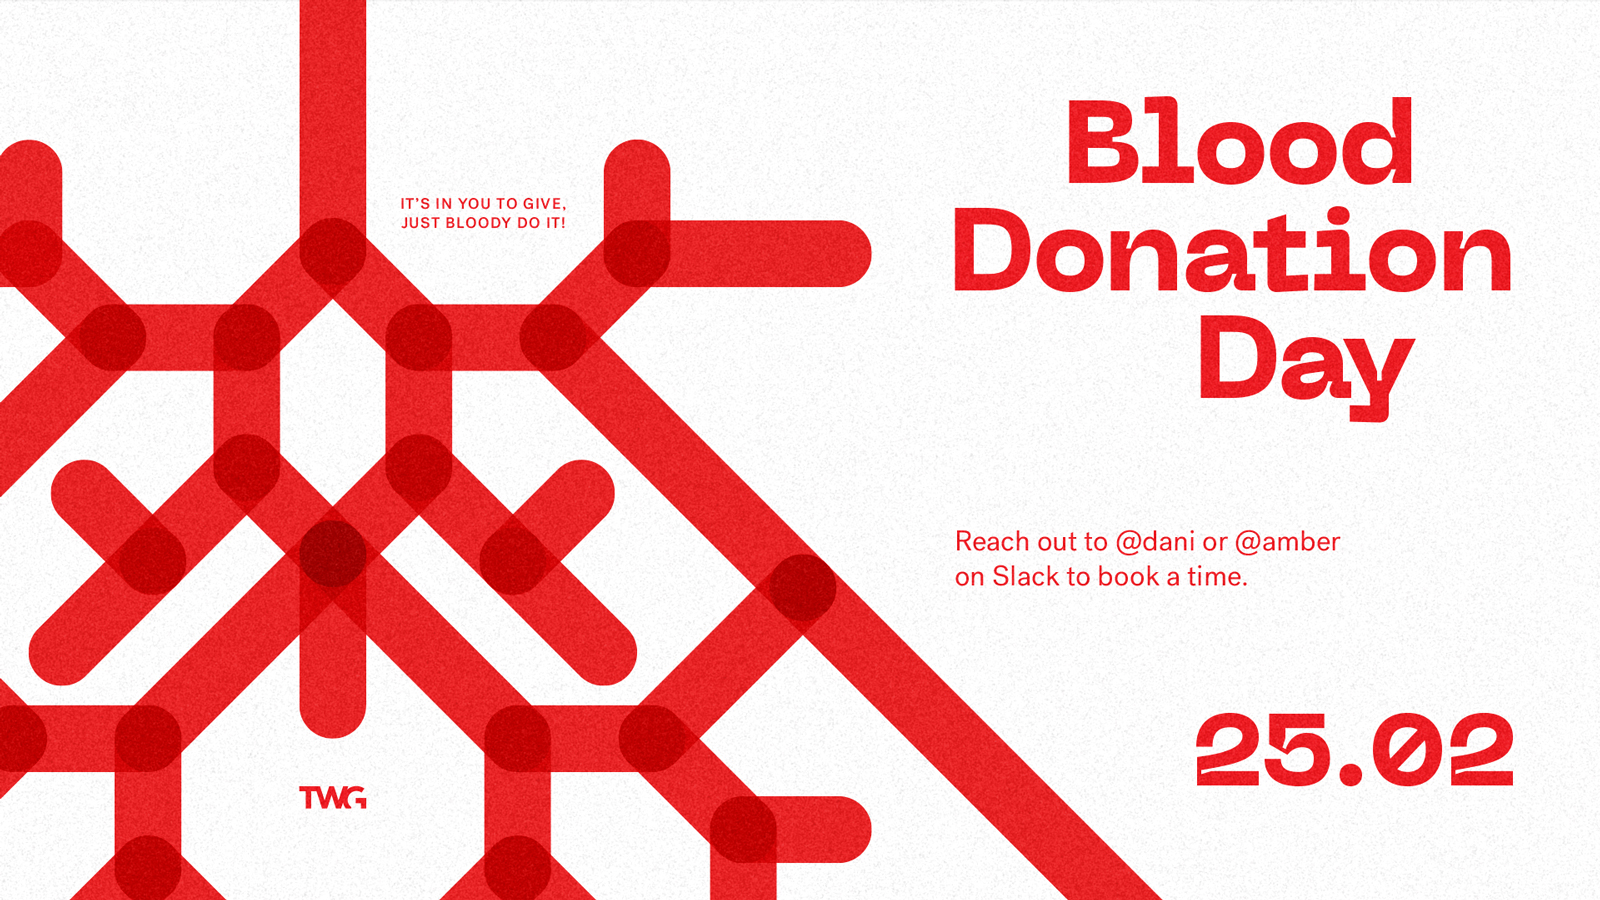 IT'S IN YOU TO GIVE,
JUST BLOODY DO IT!
Blood
Donation
Day
Reach out to @dani or @amber
on Slack to book a time.
25.02
TWG